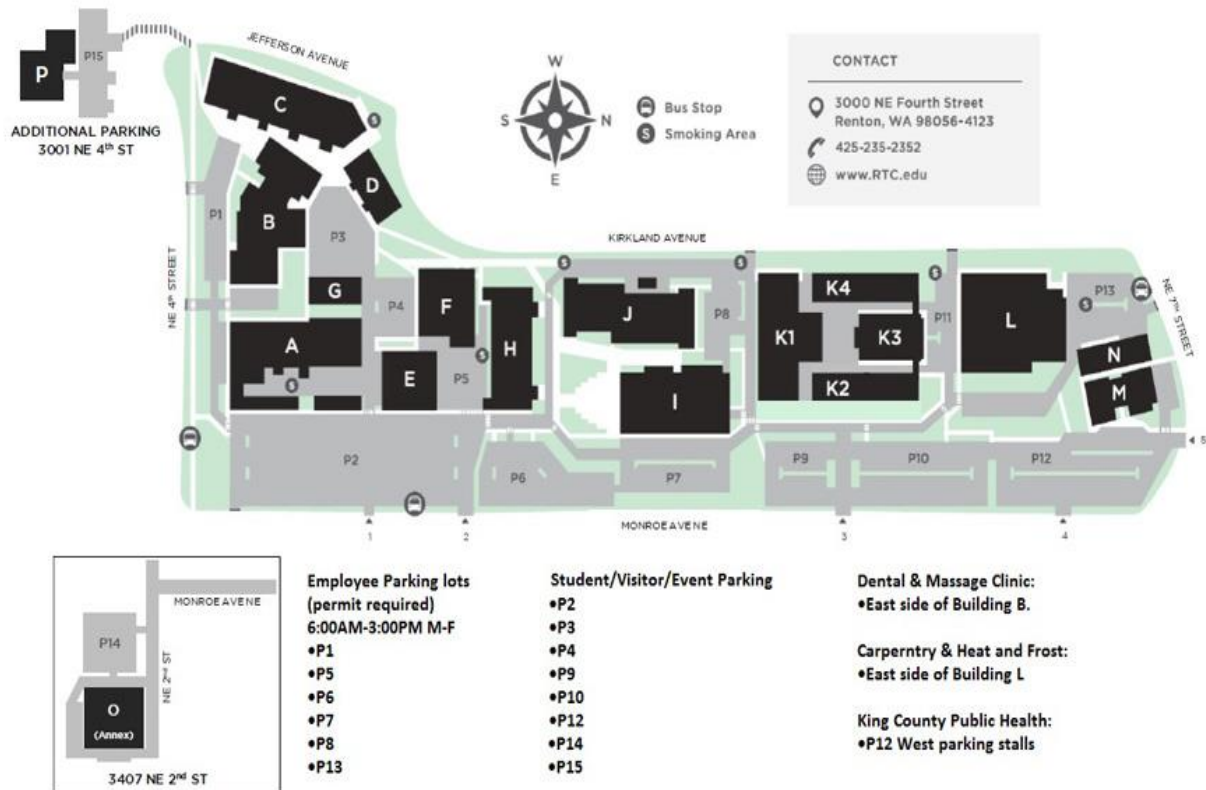 P15
P
ADDITIONAL PARKING
3001 NE 4th ST
JEFFERSON AVENUE
C
W
S
N
E
Bus Stop
S Smoking Area
CONTACT
3000 NE Fourth Street
Renton, WA 98056-4123
425-235-2352
www.RTC.edu
S
D
P1
B
P3
KIRKLAND AVENUE
NE 4th STREET
G
P4
F
H
S
S
J
P8
K4
K1
K3
K2
S
P11
L
P13
S
NE 7th STREET
N
M
A
S
E
P5
S
I
P2
P6
P7
P9
P10
P12
5
MONROE AVENE
1
2
3
4
MONROE AVENE
P14
NE 2nd ST
O
(Annex)
3407 NE 2nd ST
Employee Parking lots
(permit required)
6:00AM-3:00PM M-F
•P1
•P5
•P6
•P7
•P8
•P13
Student/Visitor/Event Parking
•P2
•P3
•P4
•P9
•P10
•P12
•P14
•P15
Dental & Massage Clinic:
•East side of Building B.
Carperntry & Heat and Frost:
•East side of Building L
King County Public Health:
•P12 West parking stalls